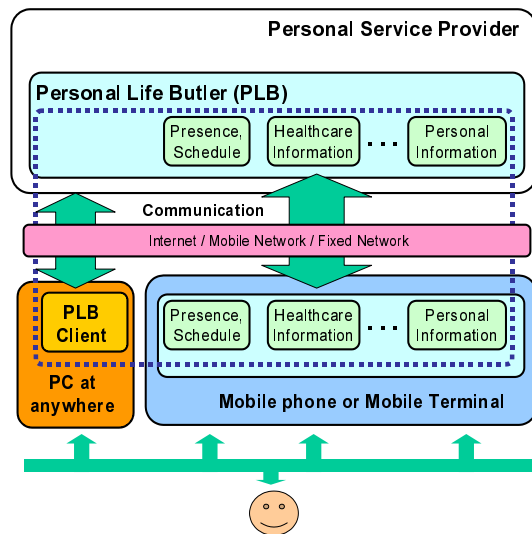 Personal Service Provider
Personal Life Butler (PLB)
Presence,
Schedule
Healthcare
Information
...
Personal
Information
Communication
Internet / Mobile Network / Fixed Network
PLB
Client
PC at
anywhere
Presence,
Schedule
Healthcare
Information
...
Personal
Information
Mobile phone or Mobile Terminal